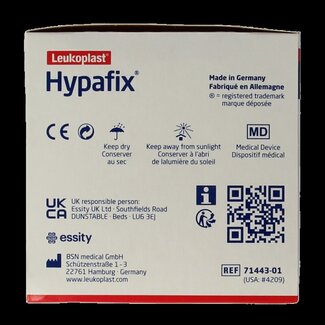 Leukoplast®
Hypafix®
Made in Germany
Fabriqué en Allemagne
® = registered trademark
marque déposée
CE
Keep dry
Conserver
au sec
Keep away from sunlight
Conserver à l'abri
de la lumière du soleil
MD
Medical Device
Dispositif médical
UK
CA
UK responsible person:
Essity UK Ltd · Southfields Road
DUNSTABLE · Beds · LU6 3EJ
essity
BSN medical GmbH
Schützenstraße 1 - 3
22761 Hamburg · Germany
www.leukoplast.com
REF 71443-01
(USA: #4209)